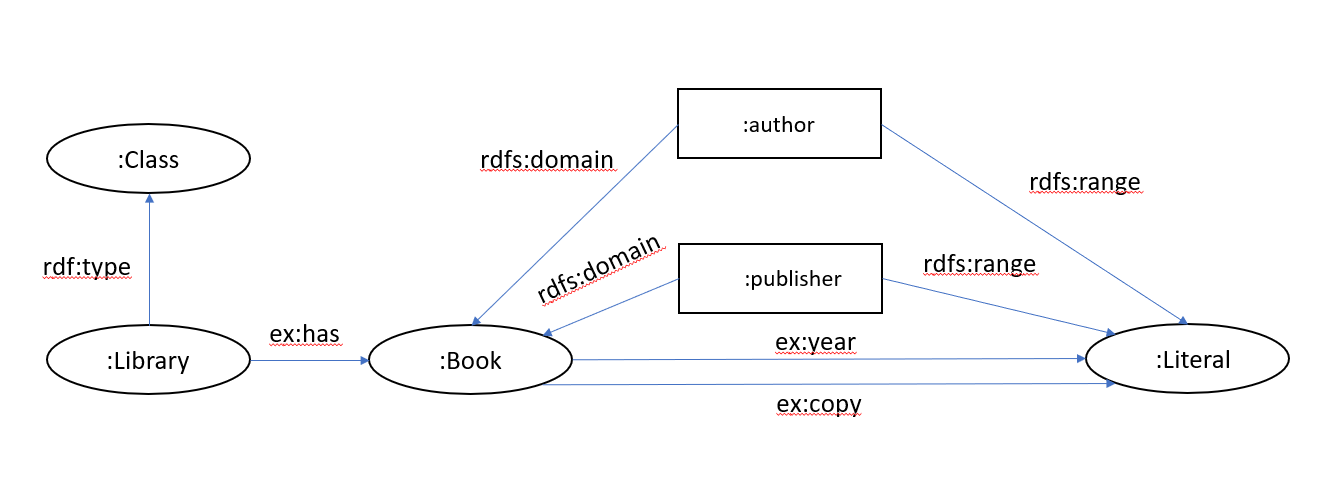 :author
:Class
rdfs:domain
rdfs:range
rdfs:domain
rdfs:range
rdf:type
:publisher
ex:has
ex:year
:Library
:Book
:Literal
ex:copy